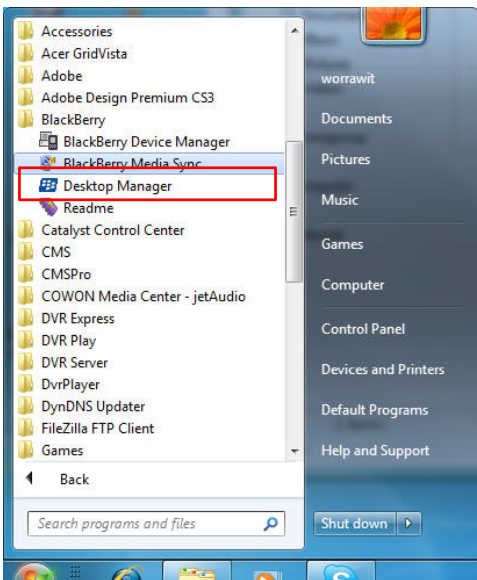 Accessories
Acer GridVista
Adobe
Adobe Design Premium CS3
BlackBerry
BlackBerry Device Manager
BlackBerry Media Sync
Desktop Manager
Readme
Catalyst Control Center
CMS
CMSPro
COWON Media Center - jetAudio
DVR Express
DVR Play
DVR Server
DvrPlayer
DynDNS Updater
FileZilla FTP Client
Games
Back
Search programs and files
worrawit
Documents
Pictures
Music
Games
Computer
Control Panel
Devices and Printers
Default Programs
Help and Support
Shut down